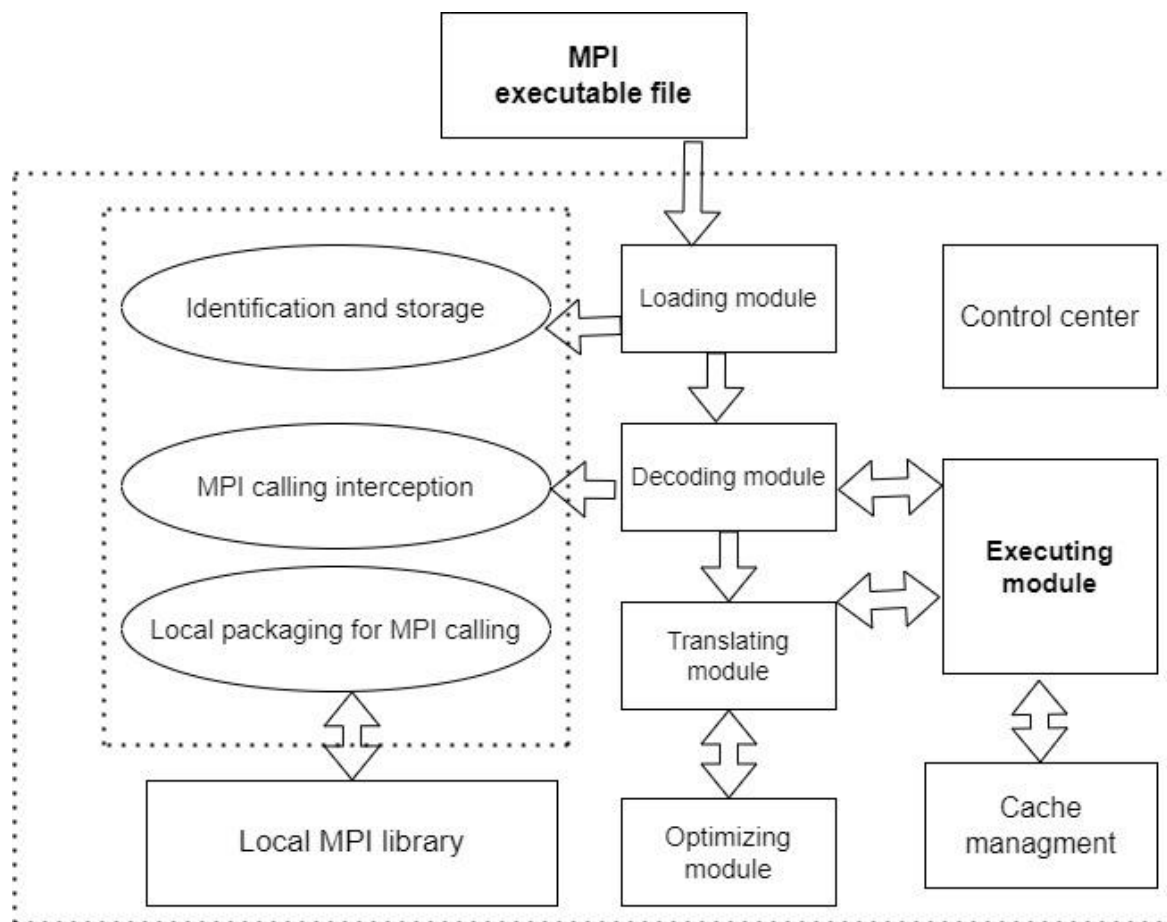 MPI
executable file
Identification and storage
Loading module
Control center
MPI calling interception
Decoding module
Executing
module
Local packaging for MPI calling
Translating
module
Local MPI library
Optimizing
module
Cache
managment